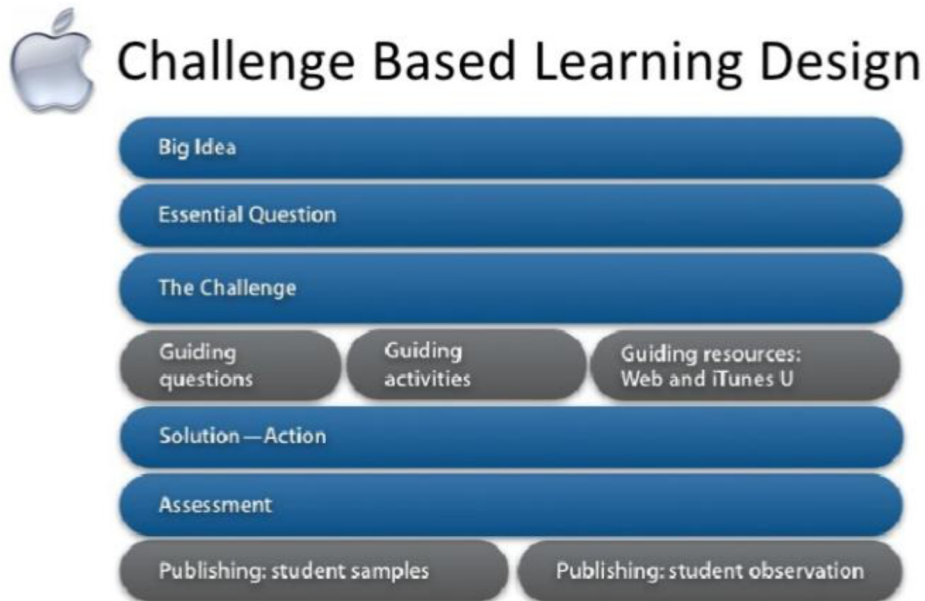 Challenge Based Learning Design
Big Idea
Essential Question
The Challenge
Guiding
questions
Guiding
activities
Guiding resources:
Web and iTunes U
Solution—Action
Assessment
Publishing: student samples
Publishing: student observation